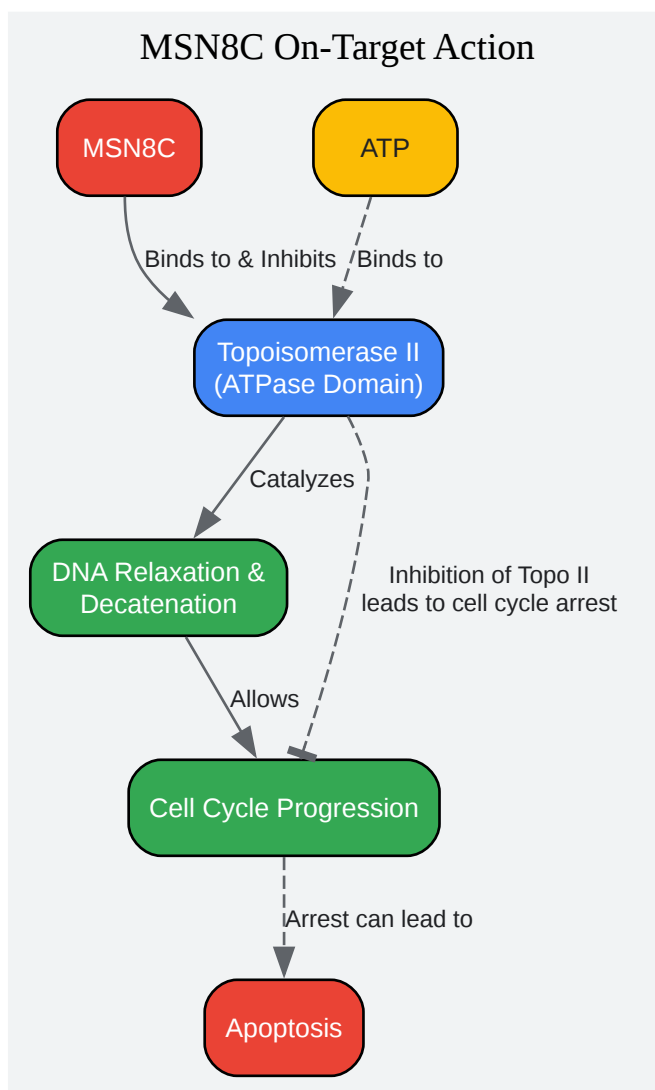 MSN8C On-Target Action
MSN8C
ATP
Binds to & Inhibits
Binds to
Topoisomerase II
(ATPase Domain)
Catalyzes
DNA Relaxation &
Decatenation
Inhibition of Topo II
leads to cell cycle arrest
Allows
Cell Cycle Progression
Arrest can lead to
Apoptosis